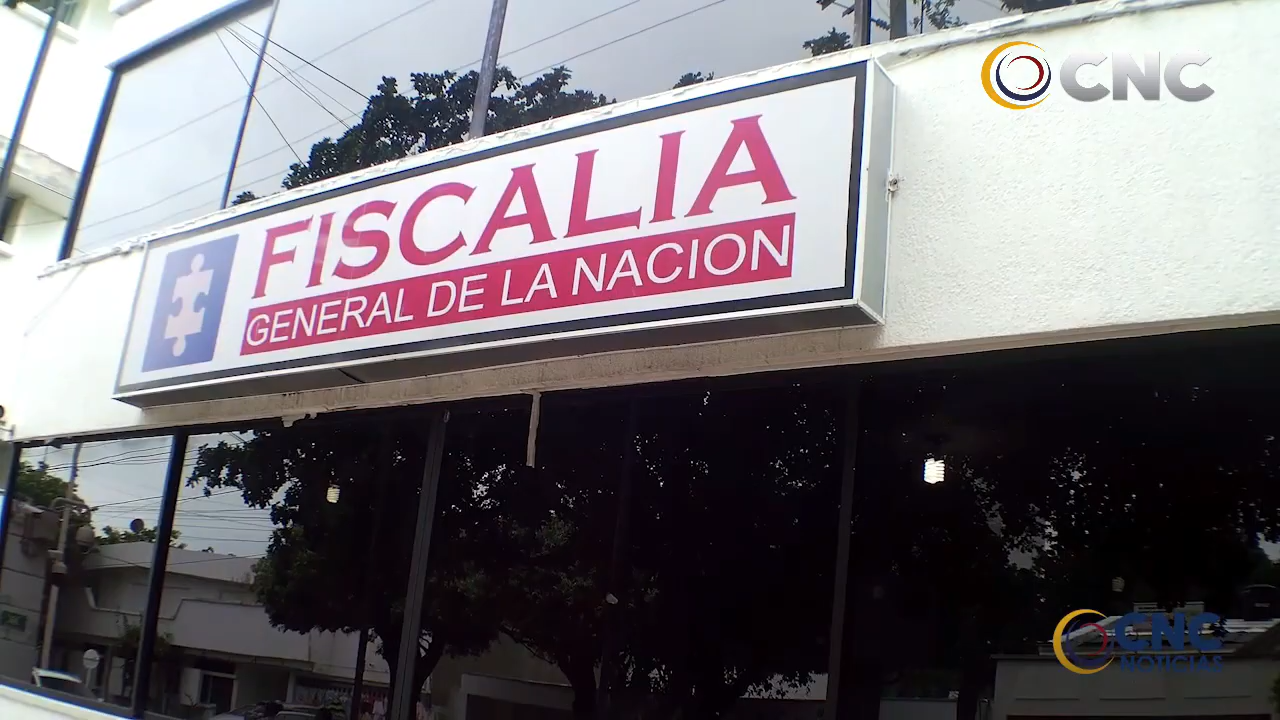 CNC
FISCALIA
GENERAL DE LA NACION
CNC
NOTICIAS